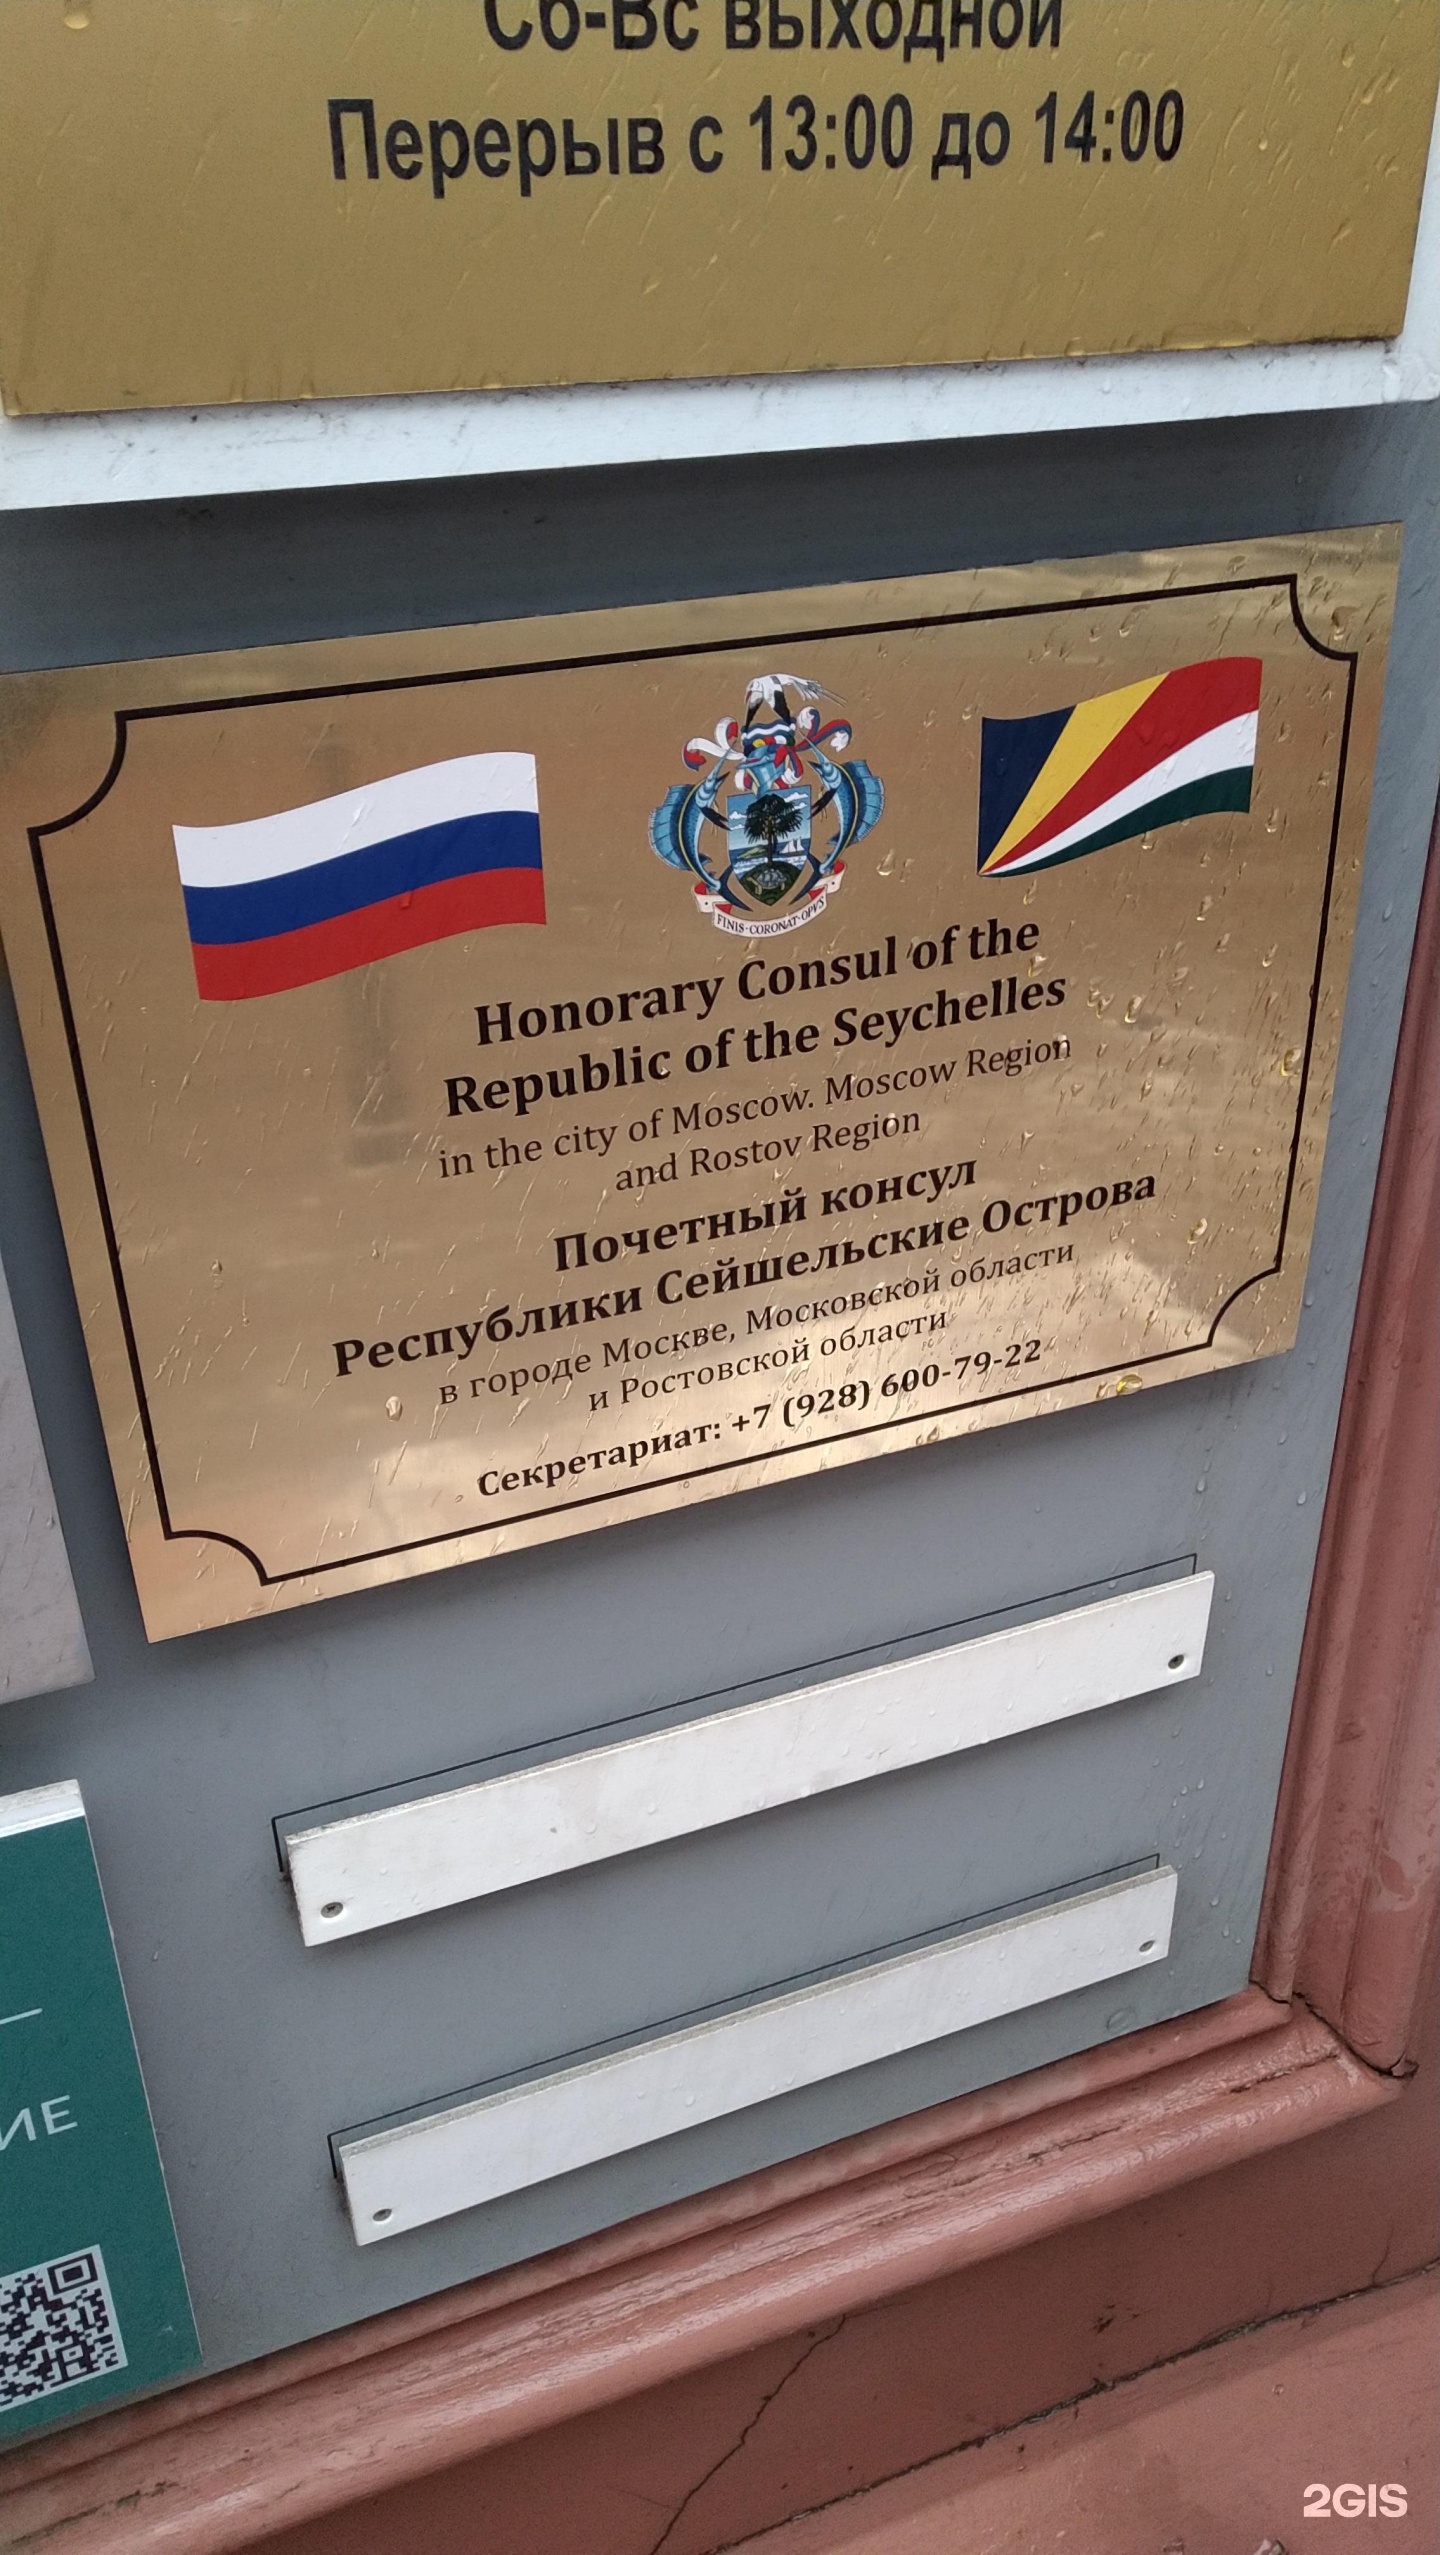 Сб-Вс выходной
Перерыв с 13:00 до 14:00
FINIS·CORONAT·OPVS
Honorary Consul of the
Republic of the Seychelles
in the city of Moscow. Moscow Region
and Rostov Region
Почетный консул
Республики Сейшельские Острова
в городе Москве, Московской области
и Ростовской области
Секретариат: +7 (928) 600-79-22
ИЕ
2GIS